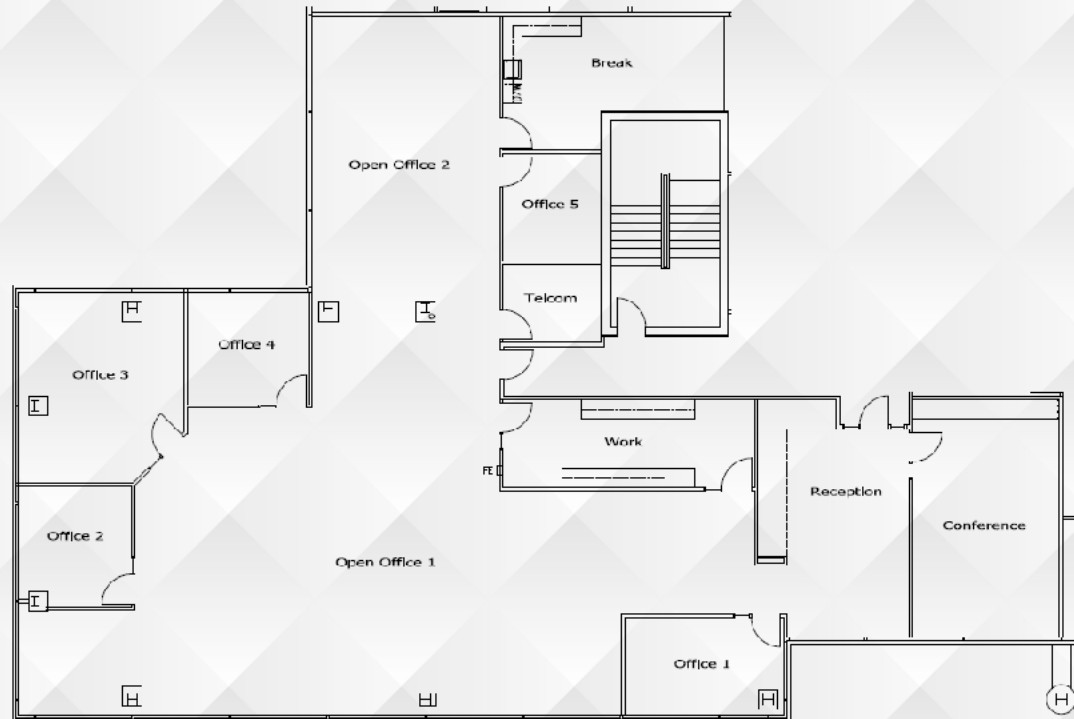 Break
D/W
Open Office 2
Office 5
Telcom
Office 4
Office 3
Work
FE
Reception
Conference
Office 2
Open Office 1
Office 1